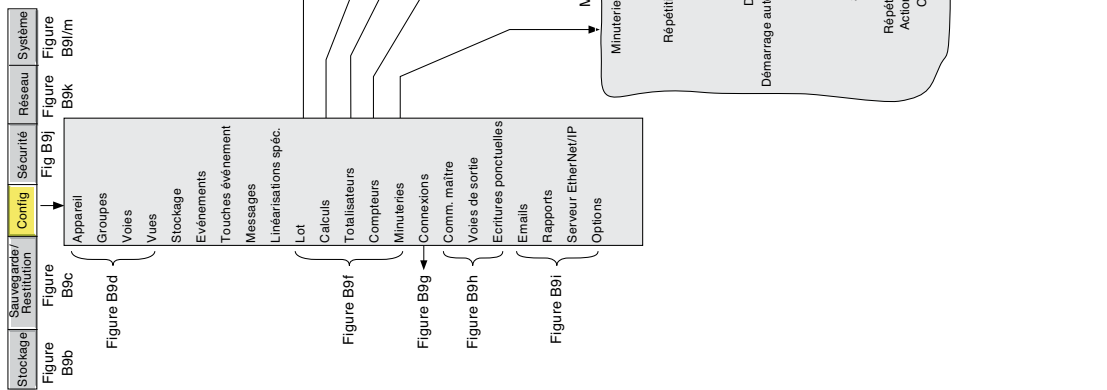 Stockage
Sauvegarde/
Restitution
Config
Sécurité
Réseau
Système
Figure
B9b
Figure
B9c
Fig B9j
Figure
B9k
Figure
B9l/m
Appareil
Groupes
Voies
Vues
Stockage
Evénements
Touches événement
Messages
Linéarisations spéc.
Lot
Calculs
Totalisateurs
Compteurs
Minuteries
Connexions
Comm. maître
Voies de sortie
Ecritures ponctuelles
Emails
Rapports
Serveur EtherNet/IP
Options
Figure B9d
Figure B9f
Figure B9g
Figure B9h
Figure B9i
Minuterie